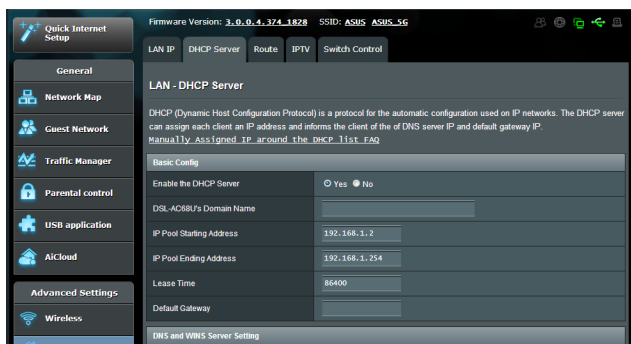 Quick Internet
Setup
Firmware Version: 3.0.0.4.374_1828 SSID: ASUS ASUS_5G
LAN IP DHCP Server Route IPTV Switch Control
General
Network Map
Guest Network
Traffic Manager
Parental control
USB application
AiCloud
Advanced Settings
Wireless
LAN - DHCP Server
DHCP (Dynamic Host Configuration Protocol) is a protocol for the automatic configuration used on IP networks. The DHCP server
can assign each client an IP address and informs the client of the of DNS server IP and default gateway IP.
Manually Assigned IP around the DHCP list FAQ
Basic Config
Enable the DHCP Server Yes No
DSL-AC68U's Domain Name
IP Pool Starting Address 192.168.1.2
IP Pool Ending Address 192.168.1.254
Lease Time 86400
Default Gateway
DNS and WINS Server Setting